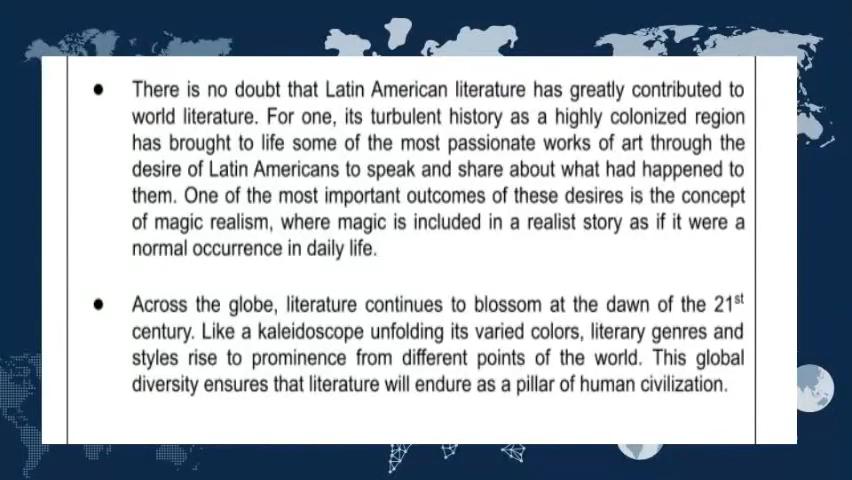 ● There is no doubt that Latin American literature has greatly contributed to
world literature. For one, its turbulent history as a highly colonized region
has brought to life some of the most passionate works of art through the
desire of Latin Americans to speak and share about what had happened to
them. One of the most important outcomes of these desires is the concept
of magic realism, where magic is included in a realist story as if it were a
normal occurrence in daily life.
● Across the globe, literature continues to blossom at the dawn of the 21st
century. Like a kaleidoscope unfolding its varied colors, literary genres and
styles rise to prominence from different points of the world. This global
diversity ensures that literature will endure as a pillar of human civilization.